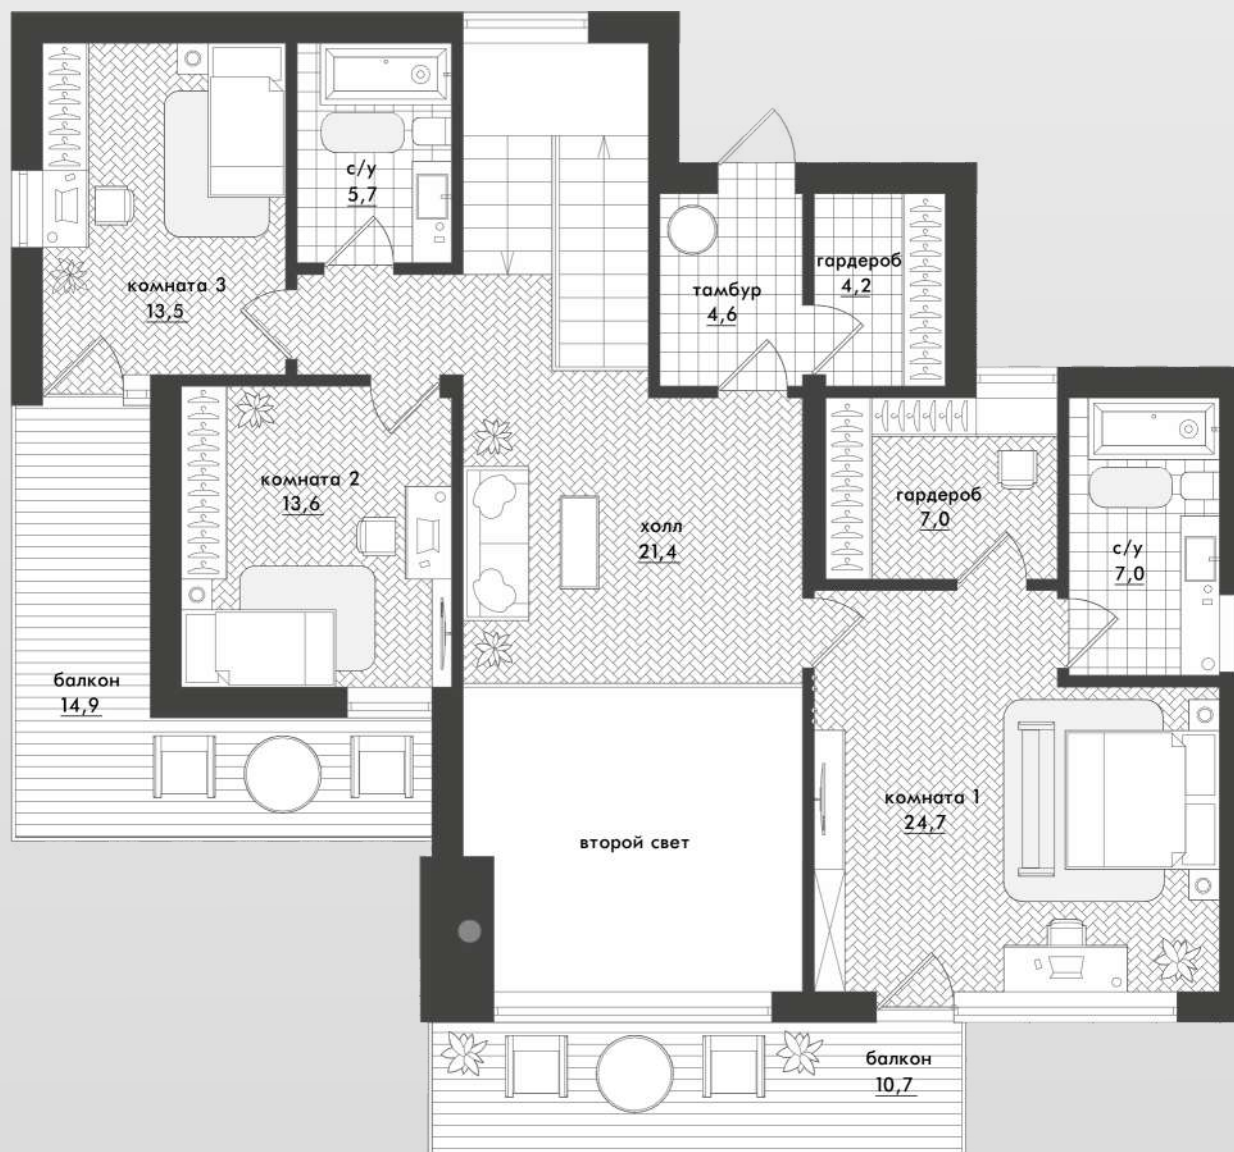 с/у
5,7
комната 3
13,5
гардероб
4,2
тамбур
4,6
комната 2
13,6
холл
21,4
гардероб
7,0
с/у
7,0
балкон
14,9
комната 1
24,7
второй свет
балкон
10,7